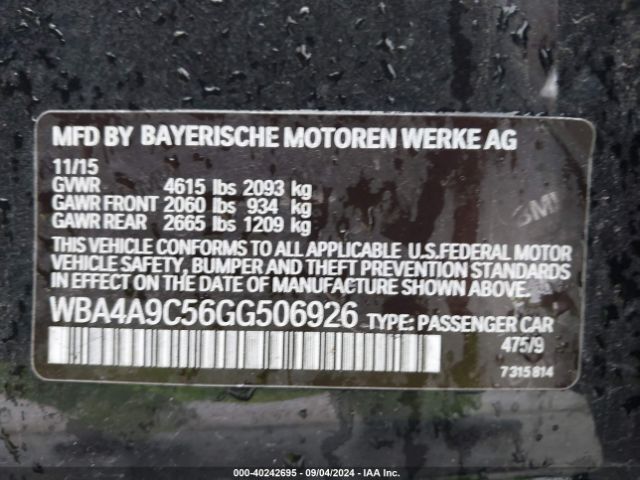 MFD BY BAYERISCHE MOTOREN WERKE AG
11/15
GVWR 4615 lbs 2093 kg
GAWR FRONT 2060 lbs 934 kg
GAWR REAR 2665 lbs 1209 kg
THIS VEHICLE CONFORMS TO ALL APPLICABLE U.S.FEDERAL MOTOR
VEHICLE SAFETY, BUMPER AND THEFT PREVENTION STANDARDS
IN EFFECT ON THE DATE OF MANUFACTURE SHOWN ABOVE.
WBA4A9C56GG506926 TYPE: PASSENGER CAR
475/9
7 315 814
000-40242695 - 09/04/2024 - IAA Inc.